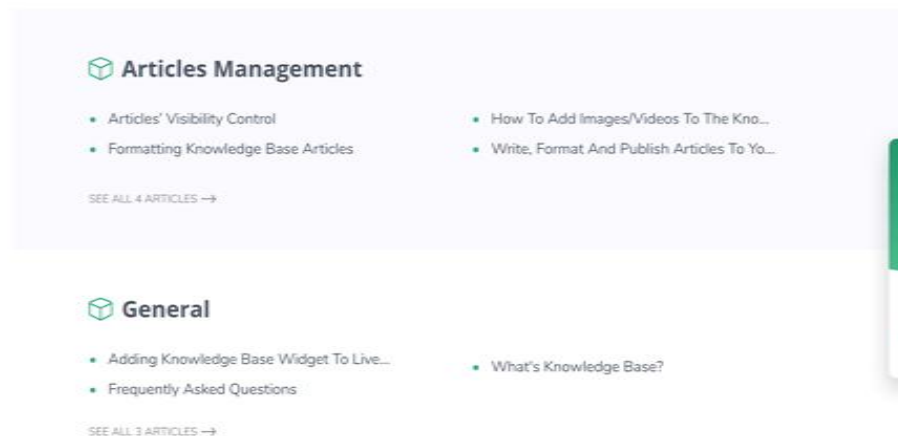 Articles Management
Articles' Visibility Control
Formatting Knowledge Base Articles
How To Add Images/Videos To The Kno...
Write, Format And Publish Articles To Yo...
SEE ALL 4 ARTICLES →
General
Adding Knowledge Base Widget To Live...
Frequently Asked Questions
What's Knowledge Base?
SEE ALL 3 ARTICLES →